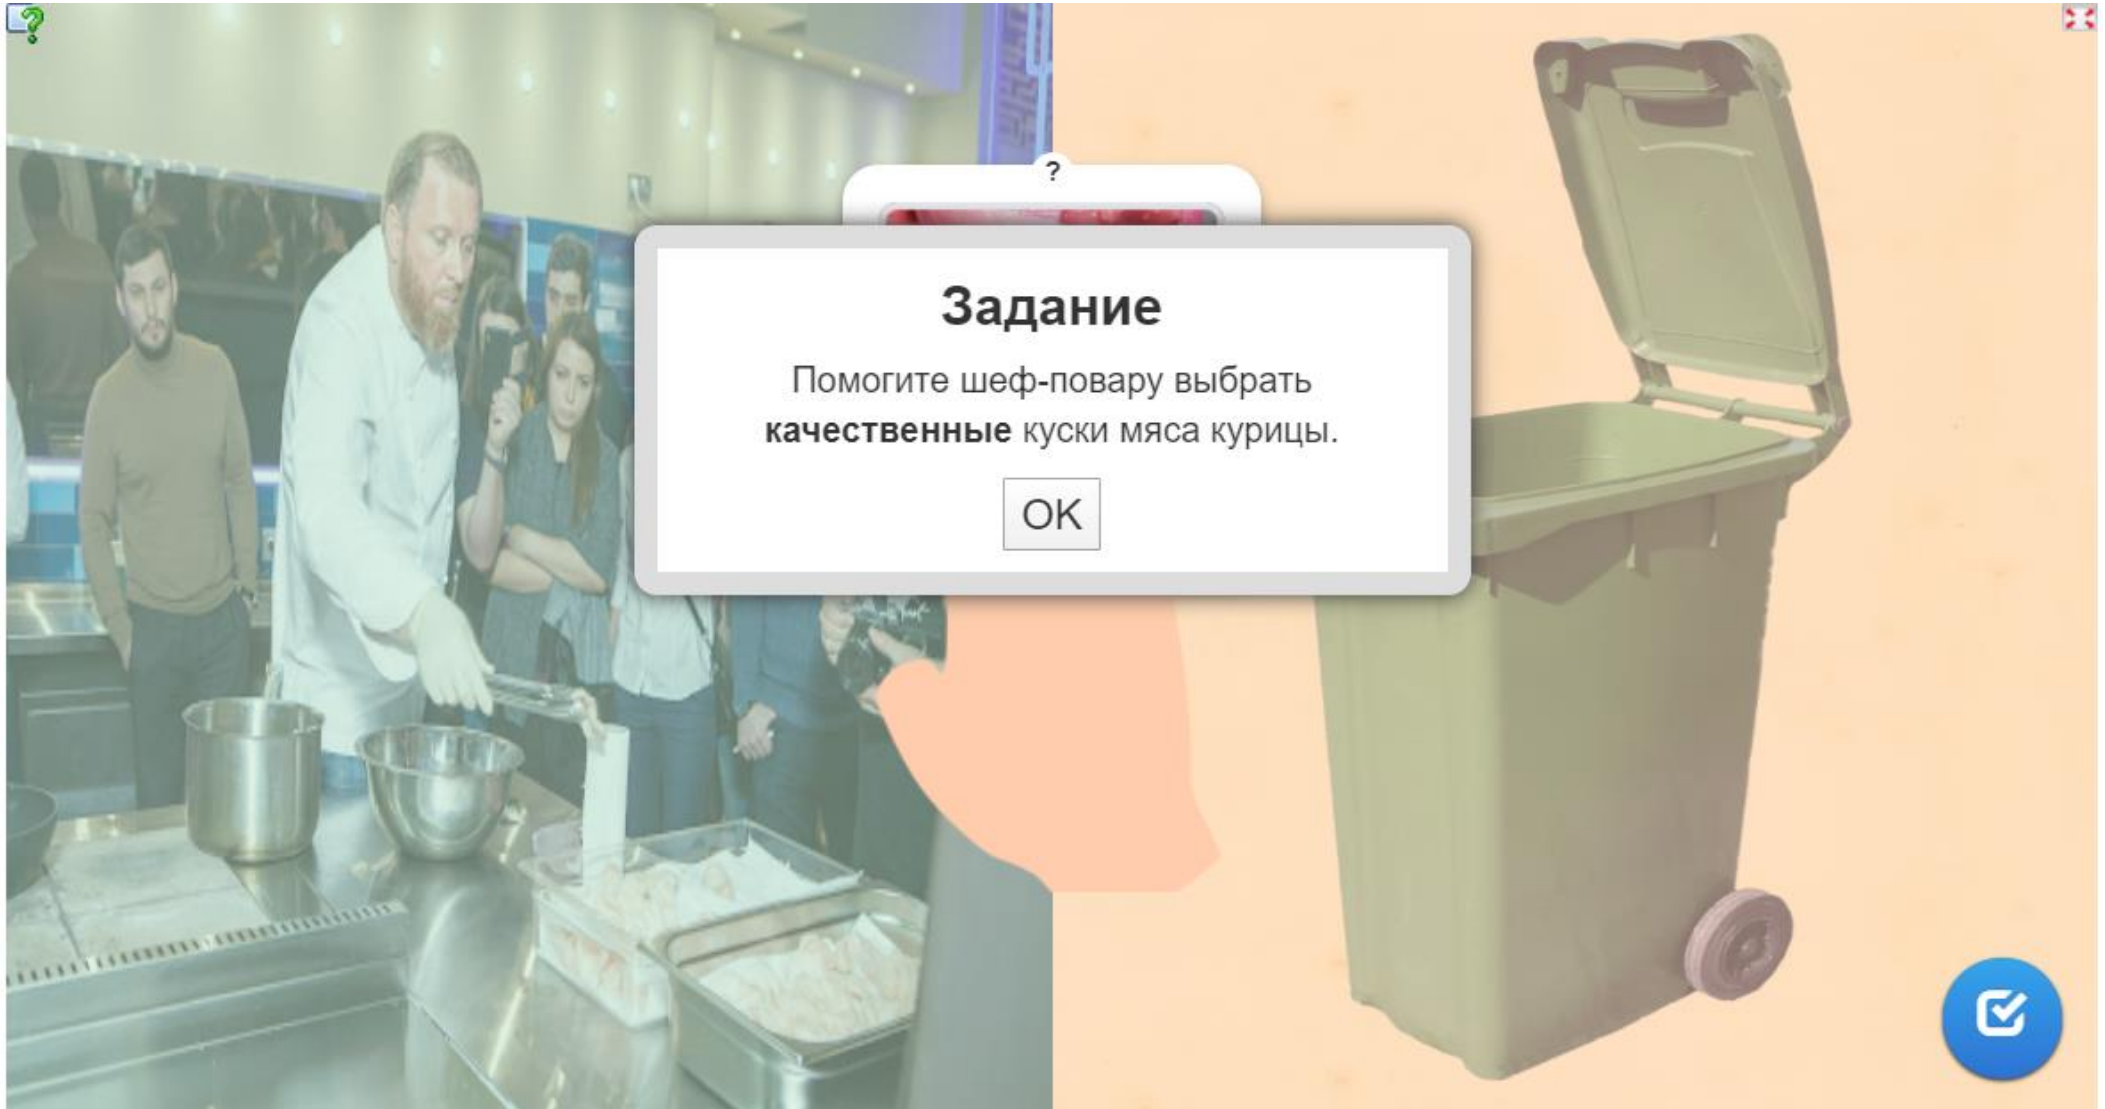 ?
Задание
Помогите шеф-повару выбрать
качественные куски мяса курицы.
OK